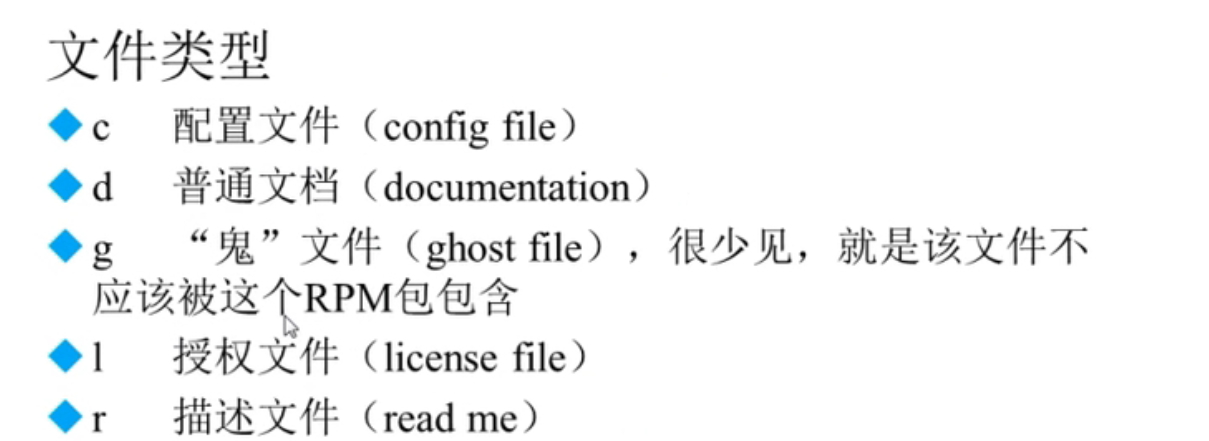 文件类型
◆c 配置文件（config file）
◆d 普通文档（documentation）
◆g “鬼”文件（ghost file），很少见，就是该文件不
应该被这个RPM包包含
◆l 授权文件（license file）
◆r 描述文件（read me）